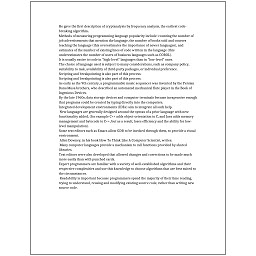 He gave the first description of cryptanalysis by frequency analysis, the earliest code-
breaking algorithm.
Methods of measuring programming language popularity include: counting the number of
job advertisements that mention the language, the number of books sold and courses
teaching the language (this overestimates the importance of newer languages), and
estimates of the number of existing lines of code written in the language (this
underestimates the number of users of business languages such as COBOL).
It is usually easier to code in "high-level" languages than in "low-level" ones.
The choice of language used is subject to many considerations, such as company policy,
suitability to task, availability of third-party packages, or individual preference.
Scripting and breakpointing is also part of this process.
Scripting and breakpointing is also part of this process.
As early as the 9th century, a programmable music sequencer was invented by the Persian
Banu Musa brothers, who described an automated mechanical flute player in the Book of
Ingenious Devices.
By the late 1960s, data storage devices and computer terminals became inexpensive enough
that programs could be created by typing directly into the computers.
Integrated development environments (IDEs) aim to integrate all such help.
New languages are generally designed around the syntax of a prior language with new
functionality added, (for example C++ adds object-orientation to C, and Java adds memory
management and bytecode to C++, but as a result, loses efficiency and the ability for low-
level manipulation).
Some text editors such as Emacs allow GDB to be invoked through them, to provide a visual
environment.
Allen Downey, in his book How To Think Like A Computer Scientist, writes:
Many computer languages provide a mechanism to call functions provided by shared
libraries.
Text editors were also developed that allowed changes and corrections to be made much
more easily than with punched cards.
Expert programmers are familiar with a variety of well-established algorithms and their
respective complexities and use this knowledge to choose algorithms that are best suited to
the circumstances.
Readability is important because programmers spend the majority of their time reading,
trying to understand, reusing and modifying existing source code, rather than writing new
source code.